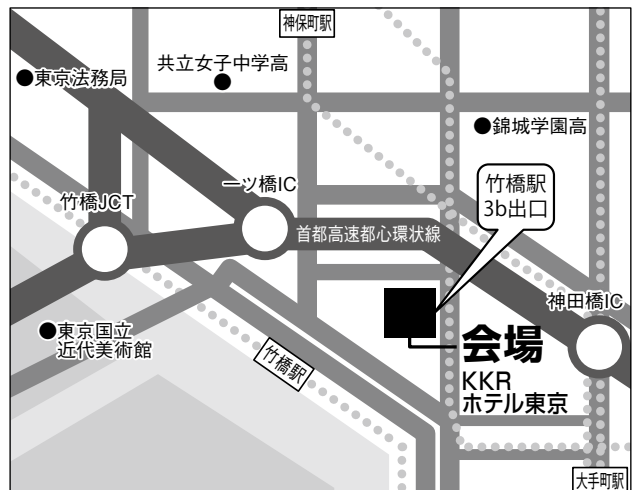 神保町駅
共立女子中学高
●東京法務局
●錦城学園高
一ツ橋IC
竹橋駅
3b出口
竹橋JCT
首都高速都心環状線
神田橋IC
●東京国立
近代美術館
会場
竹橋駅
KKR
ホテル東京
大手町駅